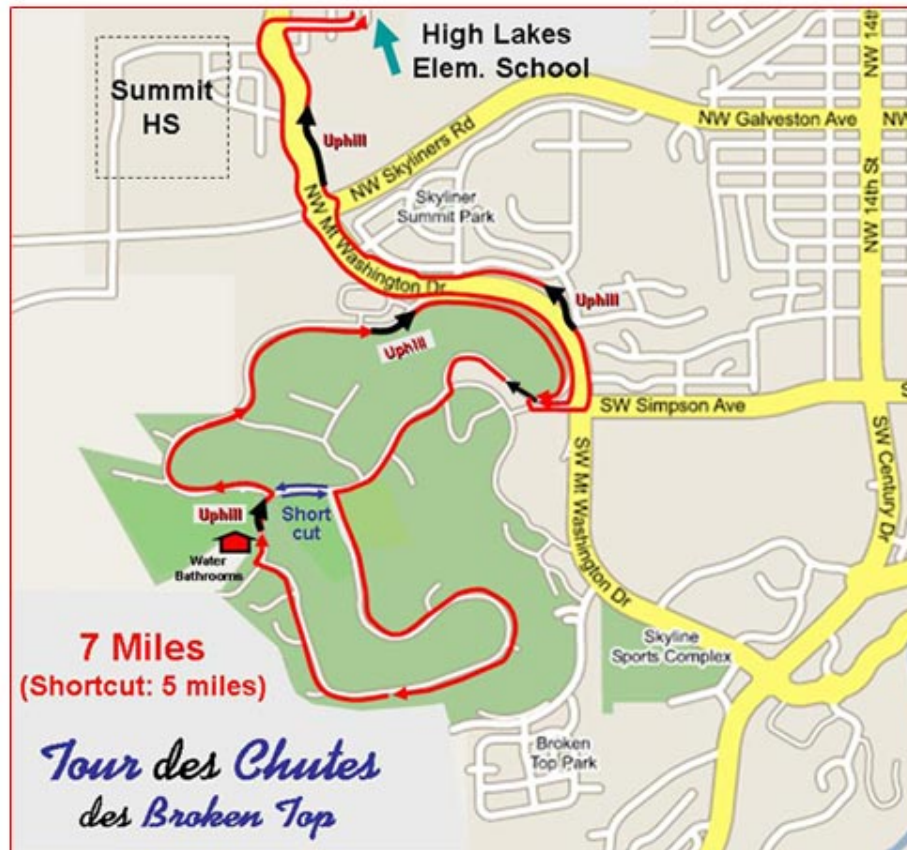 High Lakes
Elem. School
Summit
HS
Uphill
NW Skyliners Rd
NW Galveston Ave
NW 14th
NW
NW 14th St
Skyliner
Summit Park
NW Mt Washington Dr
Uphill
Uphill
SW Simpson Ave
S
SW Mt Washington Dr
SW Century Dr
Short
cut
Uphill
Water
Bathrooms
7 Miles
(Shortcut: 5 miles)
Skyline
Sports Complex
Broken
Top Park
Tour des Chutes
des Broken Top